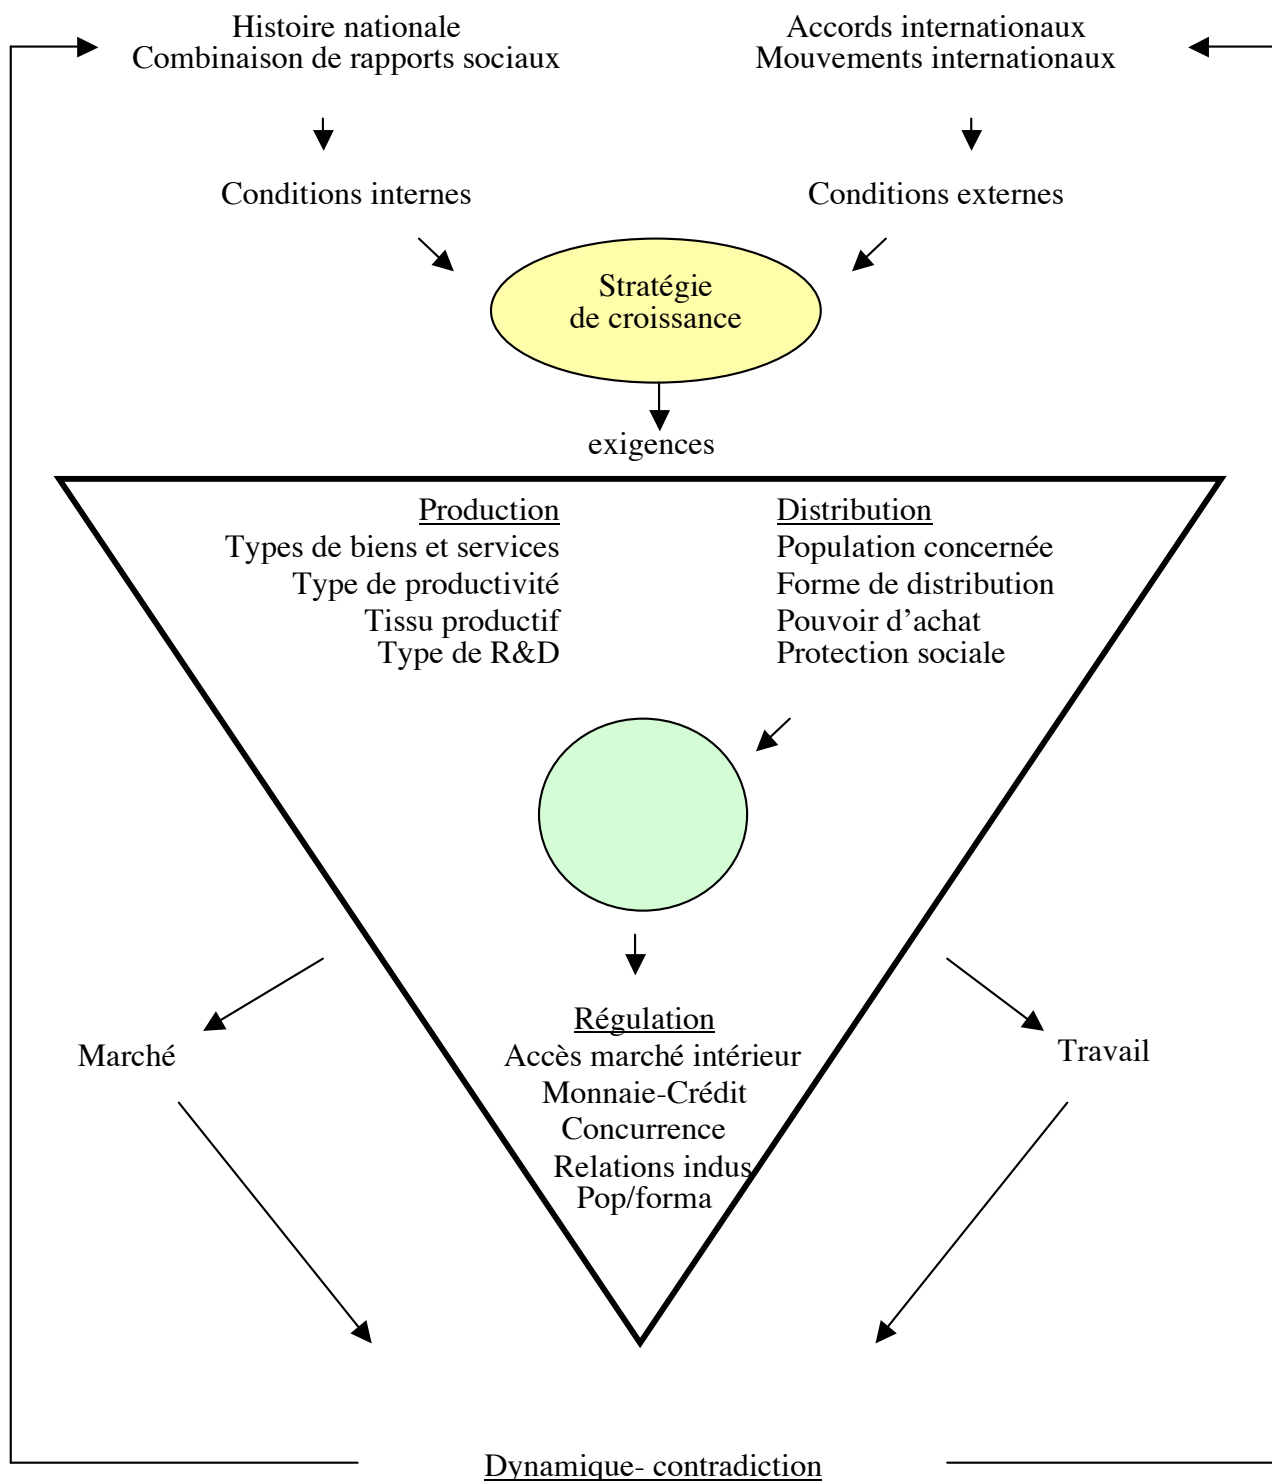 Histoire nationale
Combinaison de rapports sociaux
Accords internationaux
Mouvements internationaux
Conditions internes
Conditions externes
Stratégie
de croissance
exigences
Production
Types de biens et services
Type de productivité
Tissu productif
Type de R&D
Distribution
Population concernée
Forme de distribution
Pouvoir d’achat
Protection sociale
Marché
Régulation
Accès marché intérieur
Monnaie-Crédit
Concurrence
Relations indus
Pop/forma
Travail
Dynamique- contradiction